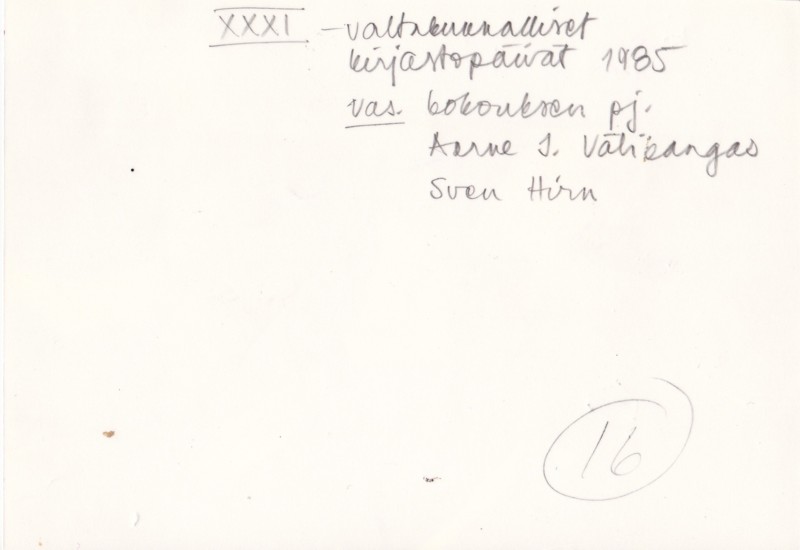 XXXI – valtakunnalliset
kirjastopäivät 1985
vas. kokouksen pj.
Aarne J. Välikangas
Sven Hirn
16